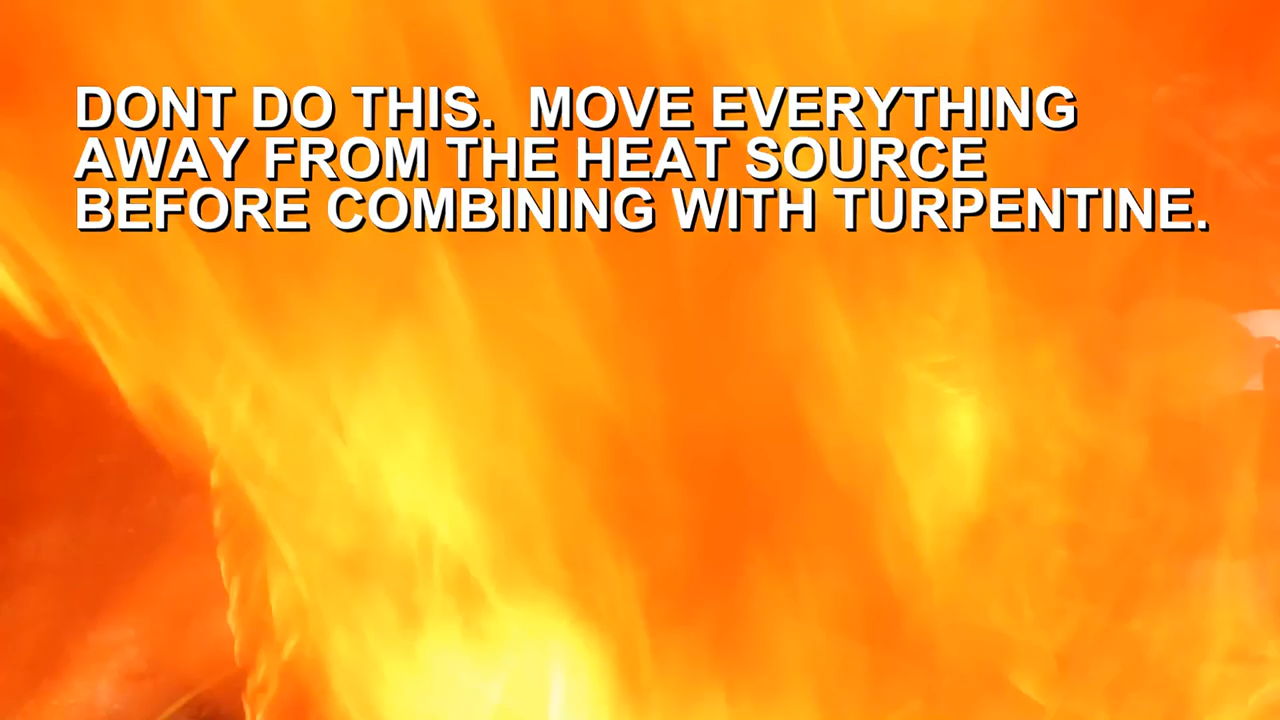 DONT DO THIS.  MOVE EVERYTHING
AWAY FROM THE HEAT SOURCE
BEFORE COMBINING WITH TURPENTINE.